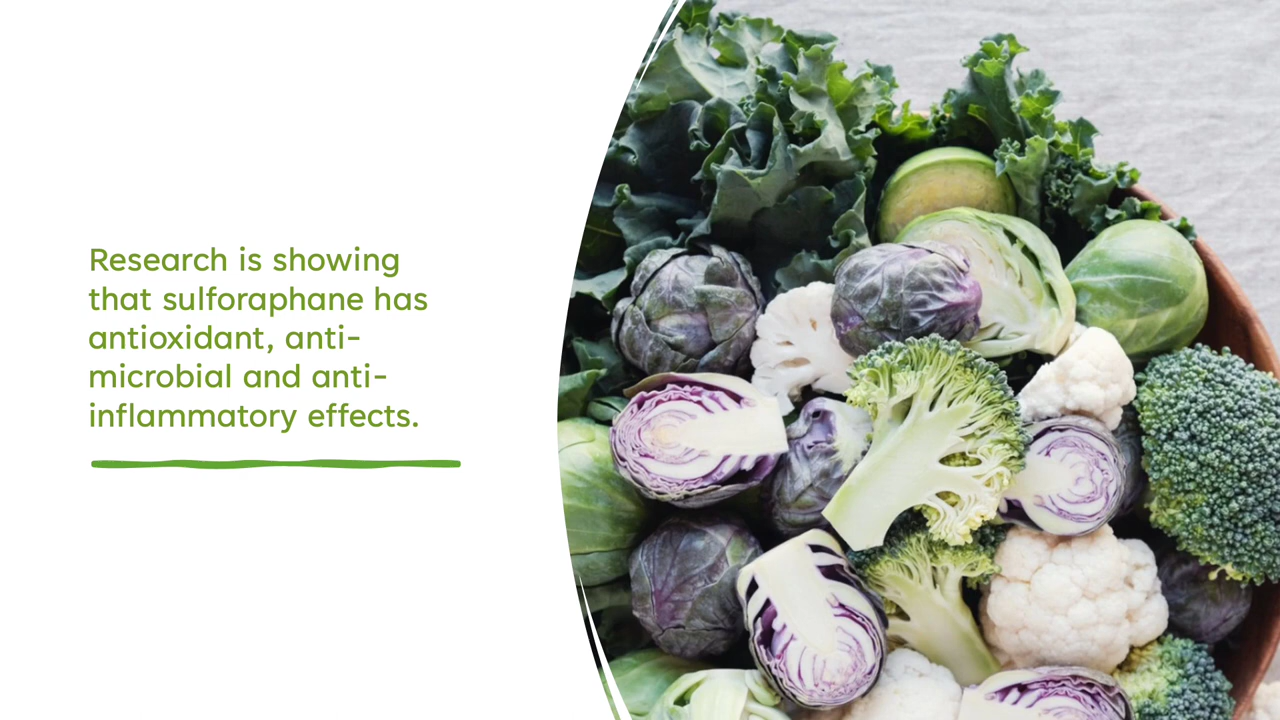 Research is showing
that sulforaphane has
antioxidant, anti-
microbial and anti-
inflammatory effects.